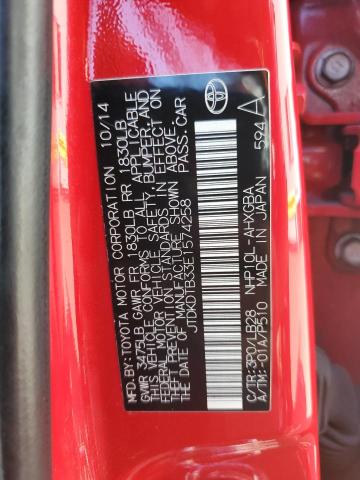 MFD.BY:TOYOTA MOTOR CORPORATION 10/14
GVWR 3475LB GAWR FR 1830LB RR 1830LB
THIS VEHICLE CONFORMS TO ALL APPLICABLE
FEDERAL MOTOR VEHICLE SAFETY, BUMPER, AND
THEFT PREVENTION STANDARDS IN EFFECT
ON THE DATE OF MANUFACTURE SHOWN ABOVE.
JTDKDTB35E1574258 PASS.CAR
C/TR:3P0/LB28 NHP10L-AHXGBA
A/TM:-01A/P510 MADE IN JAPAN 594 A